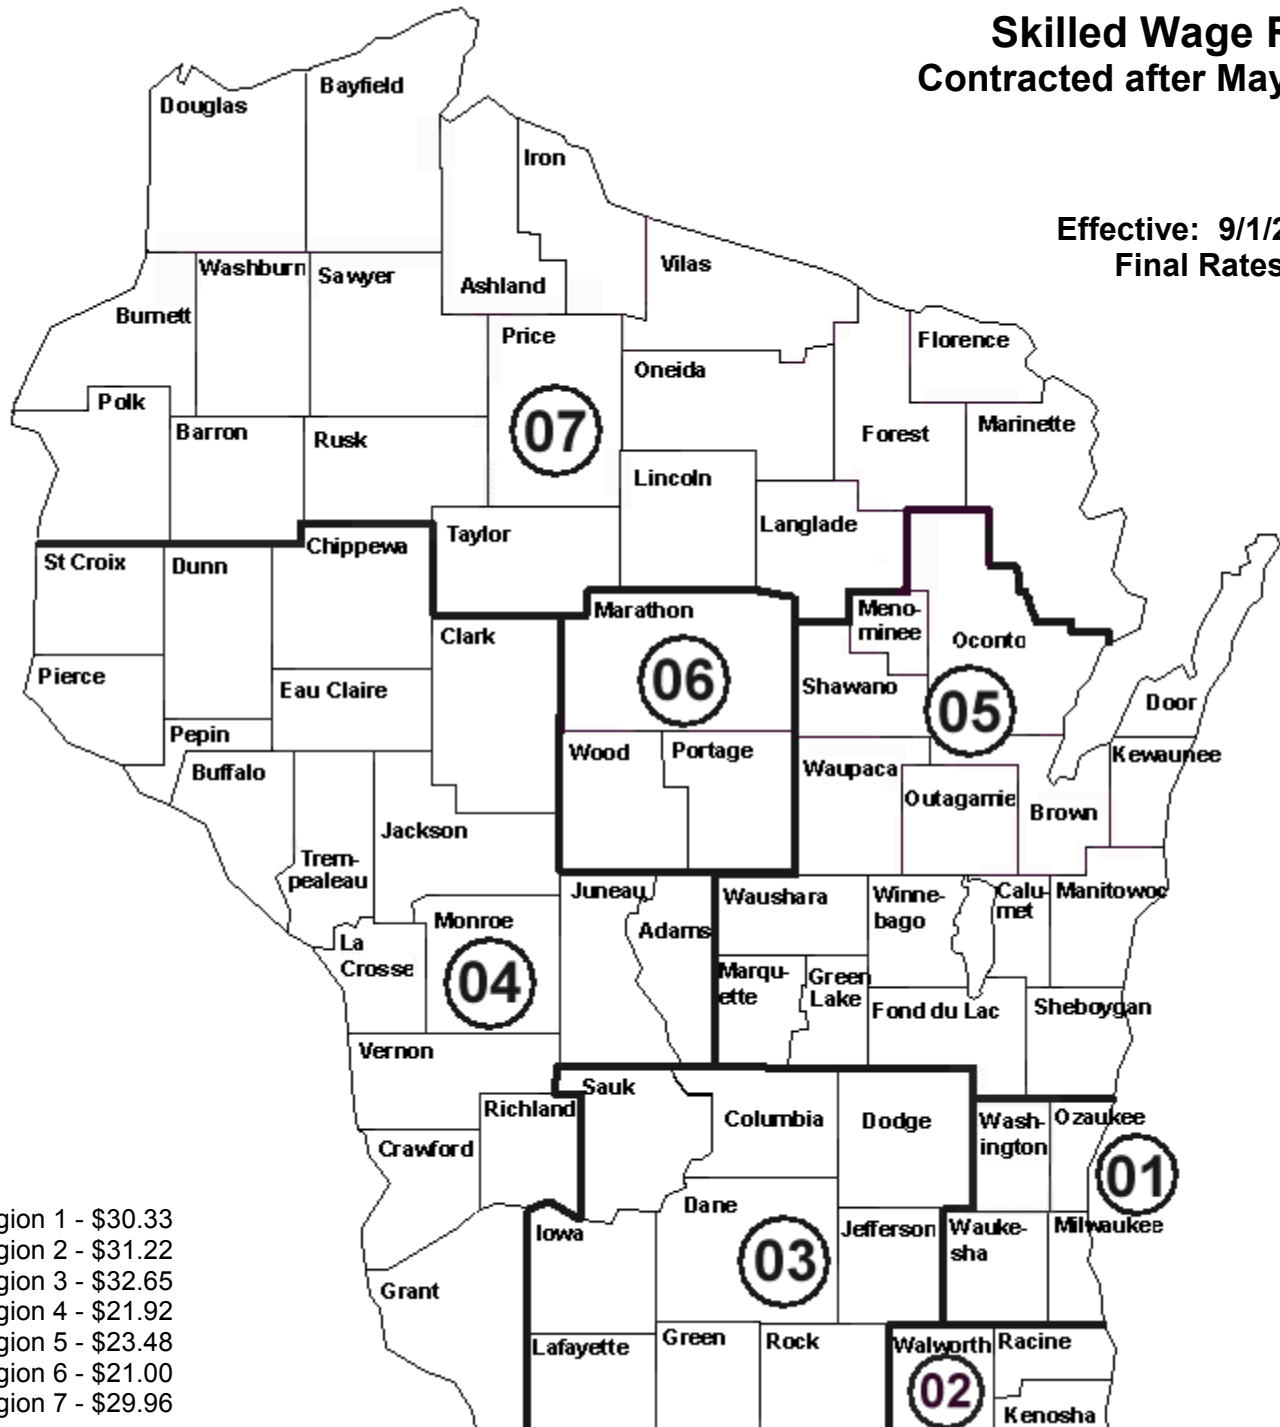 Skilled Wage
Contracted after May
Effective: 9/1/2
Final Rates
Douglas
Bayfield
Iron
Washburn
Sawyer
Ashland
Vilas
Burnett
Price
Florence
Polk
Oneida
Barron
Rusk
07
Forest
Marinette
Lincoln
Taylor
Langlade
St Croix
Dunn
Chippewa
Marathon
Meno-
minee
Clark
Oconto
Pierce
Eau Claire
06
Shawano
05
Door
Pepin
Buffalo
Wood
Portage
Waupaca
Kewaunee
Outagamie
Brown
Jackson
Trem-
pealeau
Juneau
Adams
Waushara
Winne-
bago
Calu-
met
Manitowoc
Monroe
La
Crosse
04
Marqu-
ette
Green
Lake
Fond du Lac
Sheboygan
Vernon
Sauk
Richland
Columbia
Dodge
Wash-
ington
Ozaukee
Crawford
01
Dane
Iowa
Jefferson
Wauke-
sha
Milwaukee
03
Grant
Lafayette
Green
Rock
Walworth
Racine
02
Kenosha
gion 1 - $30.33
gion 2 - $31.22
gion 3 - $32.65
gion 4 - $21.92
gion 5 - $23.48
gion 6 - $21.00
gion 7 - $29.96